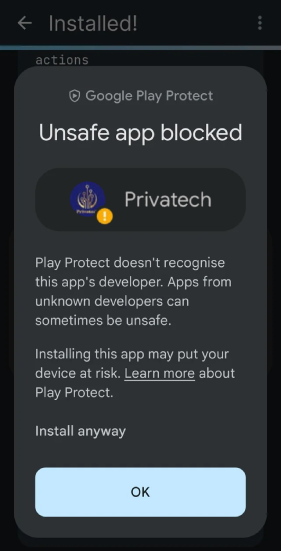 Installed!
actions
Google Play Protect
Unsafe app blocked
Privatech
Play Protect doesn't recognise
this app's developer. Apps from
unknown developers can
sometimes be unsafe.
Installing this app may put your
device at risk. Learn more about
Play Protect.
Install anyway
OK